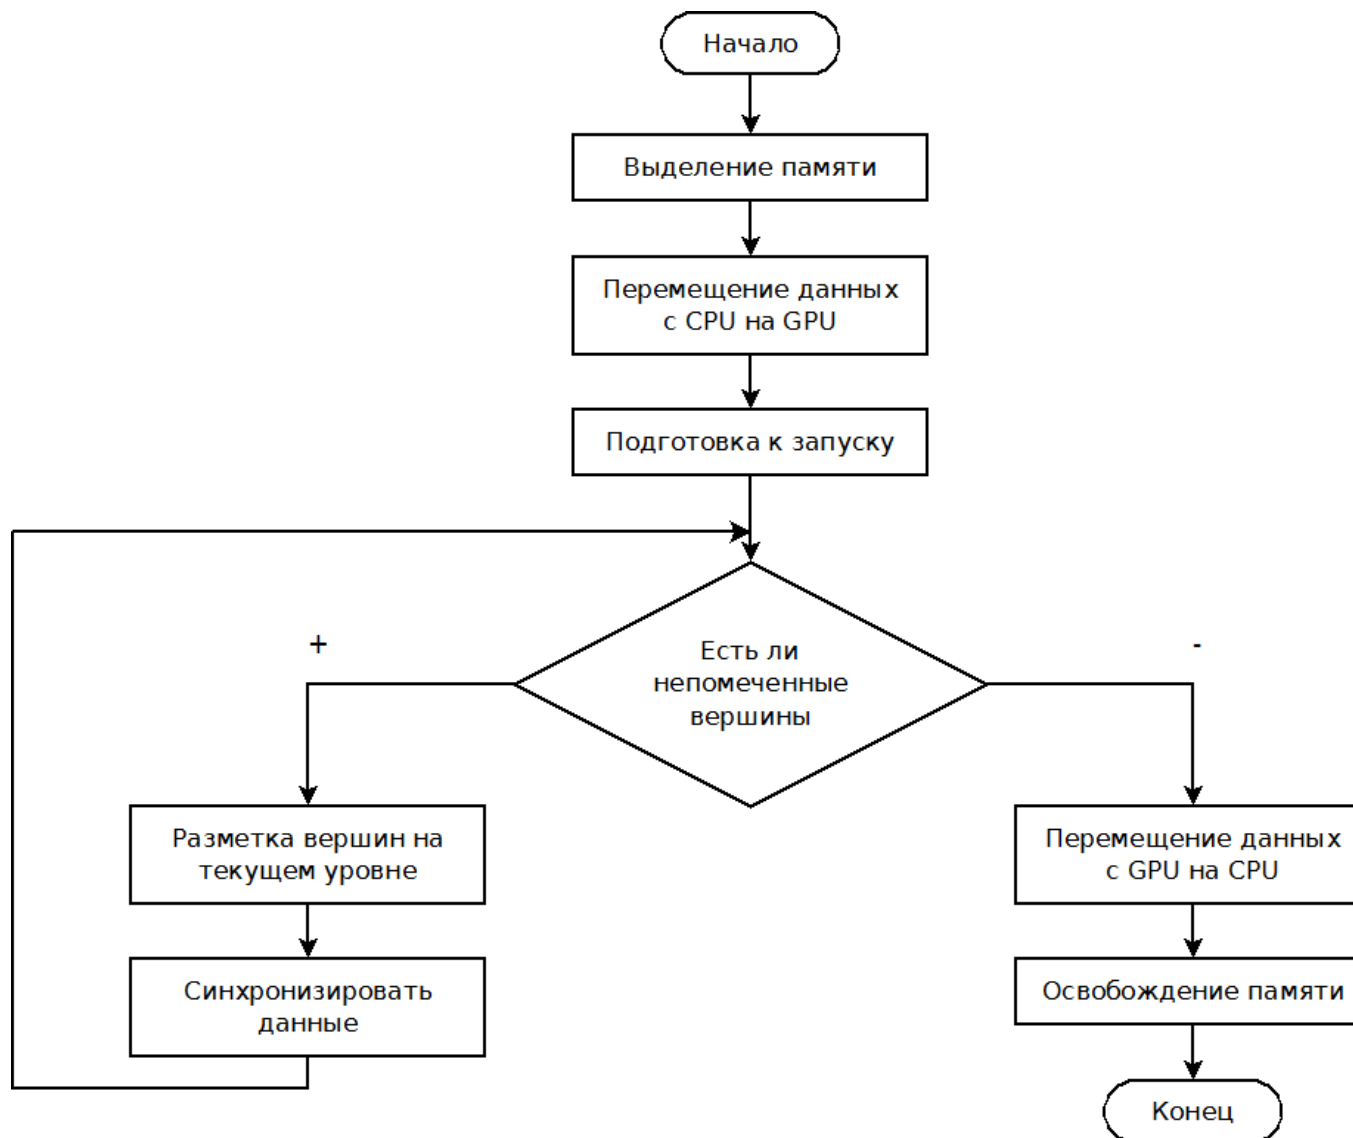 Начало
Выделение памяти
Перемещение данных
с CPU на GPU
Подготовка к запуску
Есть ли
непомеченные
вершины
+
-
Разметка вершин на
текущем уровне
Синхронизировать
данные
Перемещение данных
с GPU на CPU
Освобождение памяти
Конец